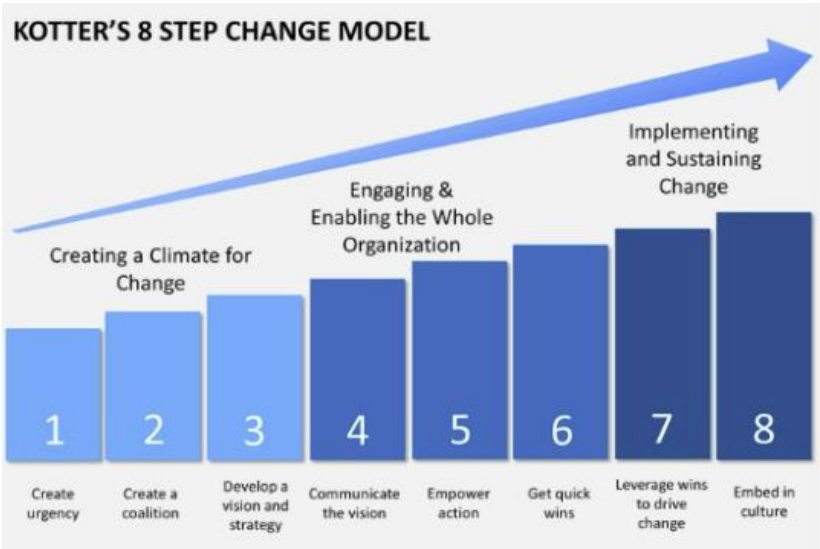 KOTTER'S 8 STEP CHANGE MODEL
Creating a Climate for
Change
Engaging &
Enabling the Whole
Organization
Implementing
and Sustaining
Change
1
2
3
4
5
6
7
8
Create
urgency
Create a
coalition
Develop a
vision and
strategy
Communicate
the vision
Empower
action
Get quick
wins
Leverage wins
to drive
change
Embed in
culture